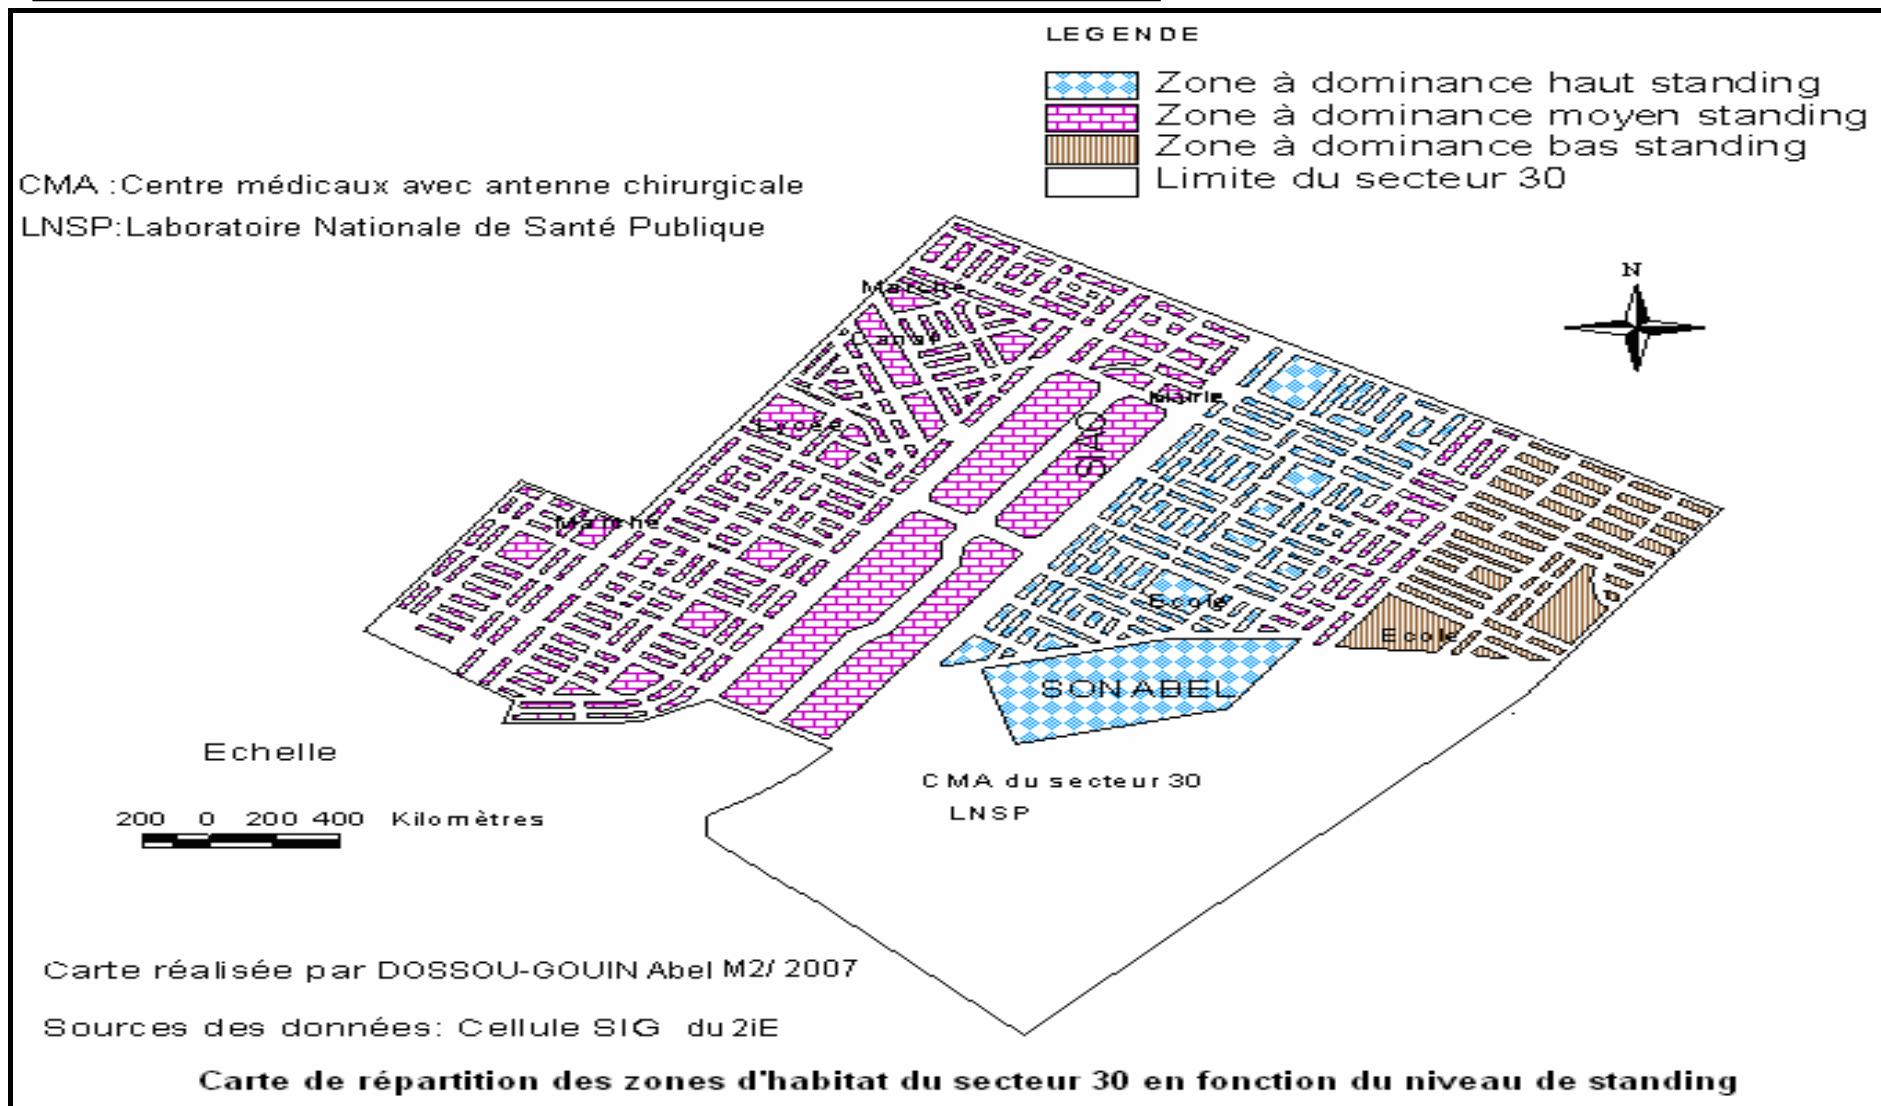 LEGENDE
Zone à dominance haut standing
Zone à dominance moyen standing
Zone à dominance bas standing
Limite du secteur 30
CMA :Centre médicaux avec antenne chirurgicale
LNSP:Laboratoire Nationale de Santé Publique
N
Marché
Mairie
SIAO
Lycée
Marché
Ecole
Ecole
SONABEL
Echelle
CMA du secteur 30
LNSP
200 0 200 400 Kilomètres
Carte réalisée par DOSSOU-GOUIN Abel M2/ 2007
Sources des données: Cellule SIG du 2iE
Carte de répartition des zones d'habitat du secteur 30 en fonction du niveau de standing